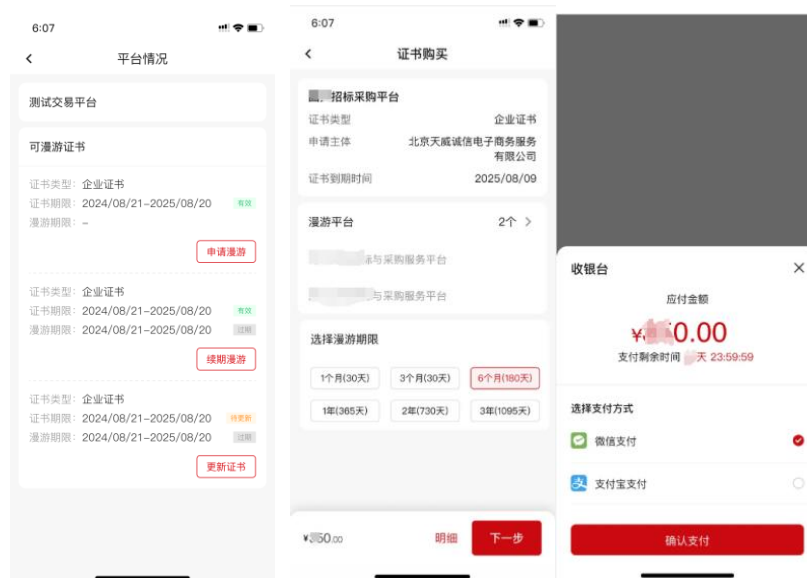 6:07
平台情况
测试交易平台
可漫游证书
证书类型：企业证书
证书期限：2024/08/21-2025/08/20 有效
漫游期限：-
申请漫游
证书类型：企业证书
证书期限：2024/08/21-2025/08/20 有效
漫游期限：2024/08/21-2025/08/20 过期
续期漫游
证书类型：企业证书
证书期限：2024/08/21-2025/08/20 待更新
漫游期限：2024/08/21-2025/08/20 过期
更新证书
6:07
证书购买
招标采购平台
证书类型 企业证书
申请主体 北京天威诚信电子商务服务
有限公司
证书到期时间 2025/08/09
漫游平台 2个
与采购服务平台
与采购服务平台
选择漫游期限
1个月(30天) 3个月(30天) 6个月(180天)
1年(365天) 2年(730天) 3年(1095天)
¥ 50.00 明细 下一步
收银台
应付金额
¥ 0.00
支付剩余时间 天 23:59:59
选择支付方式
微信支付
支付宝支付
确认支付